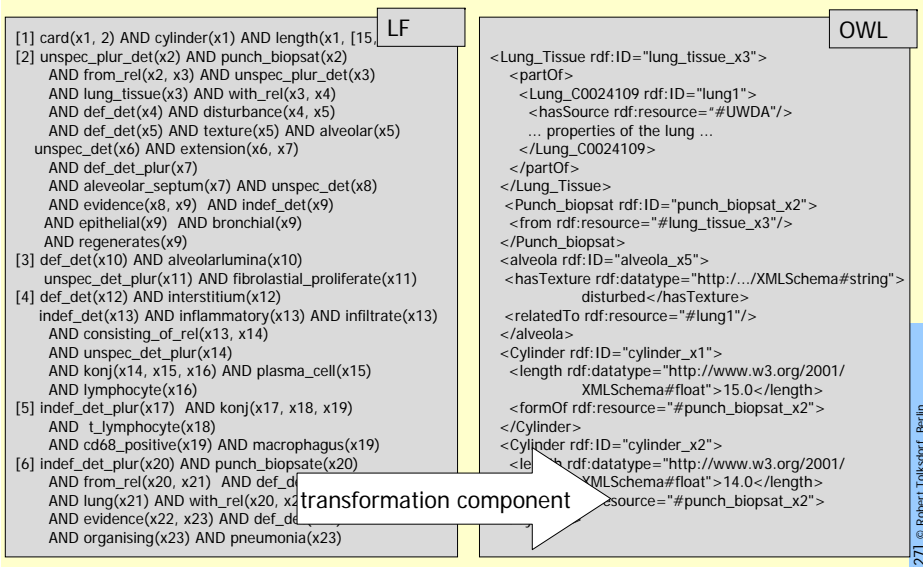 LF
[1] card(x1, 2) AND cylinder(x1) AND length(x1, [15,
[2] unspec_plur_det(x2) AND punch_biopsat(x2)
AND from_rel(x2, x3) AND unspec_plur_det(x3)
AND lung_tissue(x3) AND with_rel(x3, x4)
AND def_det(x4) AND disturbance(x4, x5)
AND def_det(x5) AND texture(x5) AND alveolar(x5)
unspec_det(x6) AND extension(x6, x7)
AND def_det_plur(x7)
AND aleveolar_septum(x7) AND unspec_det(x8)
AND evidence(x8, x9) AND indef_det(x9)
AND epithelial(x9) AND bronchial(x9)
AND regenerates(x9)
[3] def_det(x10) AND alveolarlumina(x10)
unspec_det_plur(x11) AND fibrolastial_proliferate(x11)
[4] def_det(x12) AND interstitium(x12)
indef_det(x13) AND inflammatory(x13) AND infiltrate(x13)
AND consisting_of_rel(x13, x14)
AND unspec_det_plur(x14)
AND konj(x14, x15, x16) AND plasma_cell(x15)
AND lymphocyte(x16)
[5] indef_det_plur(x17) AND konj(x17, x18, x19)
AND t_lymphocyte(x18)
AND cd68_positive(x19) AND macrophagus(x19)
[6] indef_det_plur(x20) AND punch_biopsate(x20)
AND from_rel(x20, x21) AND
AND lung(x21) AND with_rel(x20,
AND evidence(x22, x23) AND
AND organising(x23) AND pneumonia(x23)
OWL
<Lung_Tissue rdf:ID="lung_tissue_x3">
<partOf>
<Lung_C0024109 rdf:ID="lung1">
<hasSource rdf:resource="#UWDA"/>
... properties of the lung ...
</Lung_C0024109>
</partOf>
</Lung_Tissue>
<Punch_biopsat rdf:ID="punch_biopsat_x2">
<from rdf:resource="#lung_tissue_x3"/>
</Punch_biopsat>
<alveola rdf:ID="alveola_x5">
<hasTexture rdf:datatype="http:/.../XMLSchema#string">
disturbed</hasTexture>
<relatedTo rdf:resource="#lung1"/>
</alveola>
<Cylinder rdf:ID="cylinder_x1">
<length rdf:datatype="http://www.w3.org/2001/
XMLSchema#float">15.0</length>
<formOf rdf:resource="#punch_biopsat_x2">
</Cylinder>
<Cylinder rdf:ID="cylinder_x2">
rdf:datatype="http://www.w3.org/2001/
XMLSchema#float">14.0</length>
"#punch_biopsat_x2">
transformation component
271 © Robert Tolksdorf, Berlin